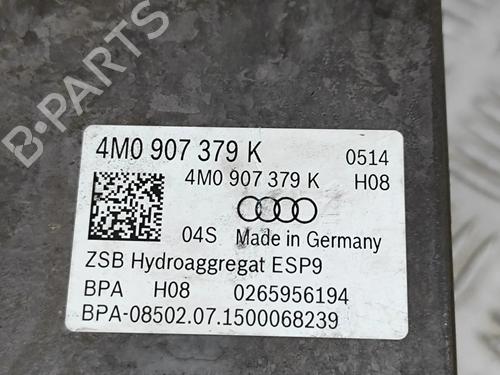 B-PARTS
4M0 907 379 K 0514
4M0 907 379 K H08
04S Made in Germany
ZSB Hydroaggregat ESP9
BPA H08 0265956194
BPA-08502.07.1500068239